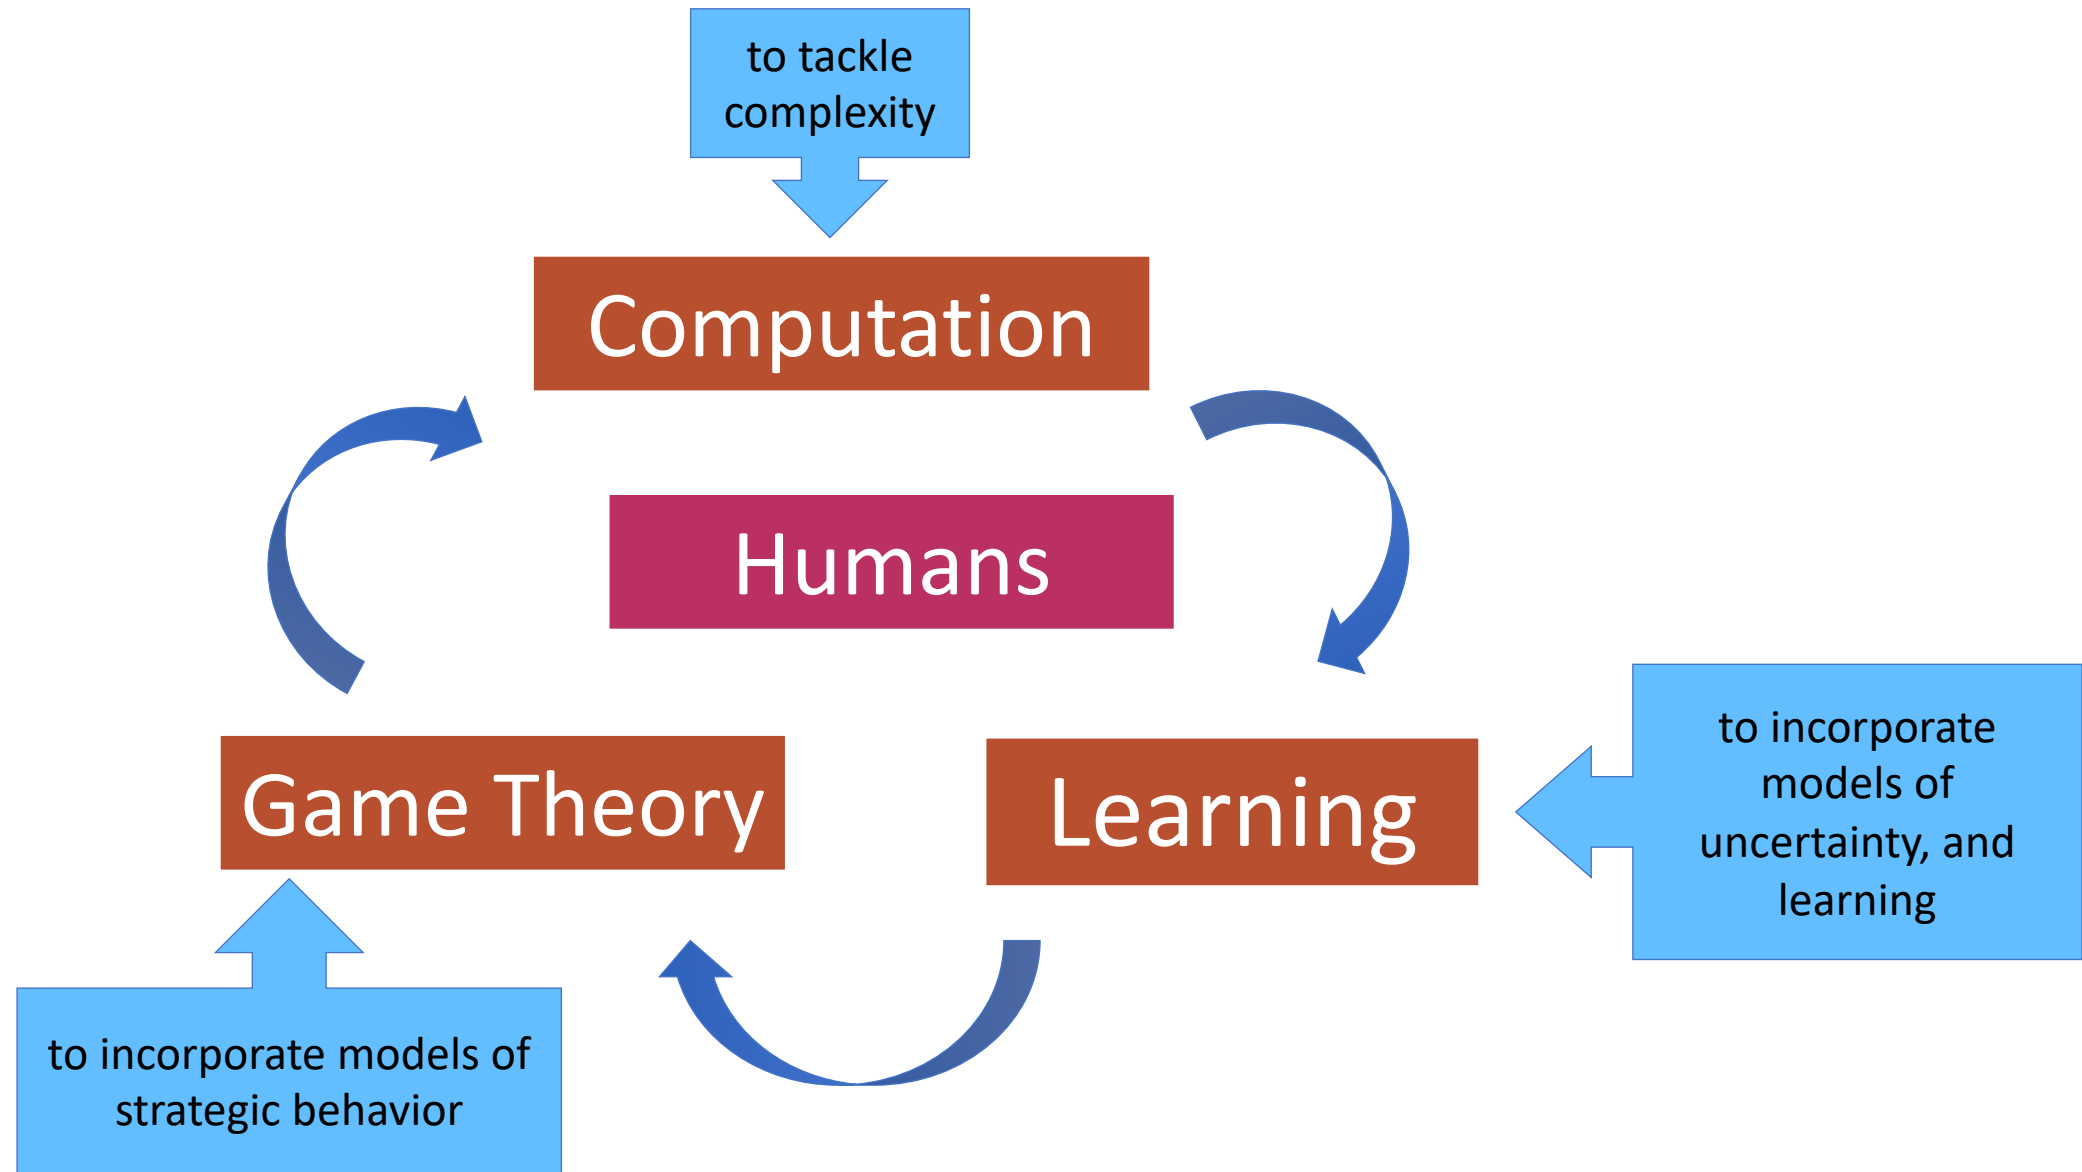 to tackle
complexity
Computation
Humans
Game Theory
Learning
to incorporate
models of
uncertainty, and
learning
to incorporate models of
strategic behavior